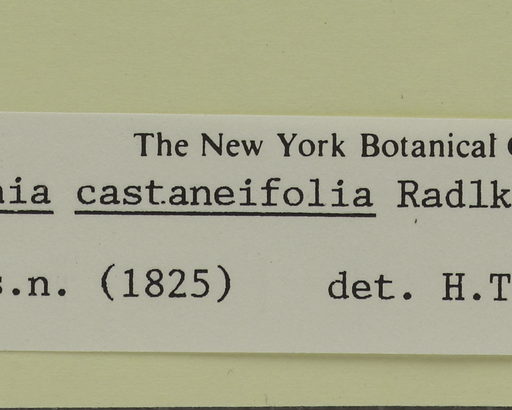 The New York Botanical
nia castaneifolia Radlk
s.n. (1825) det. H.T